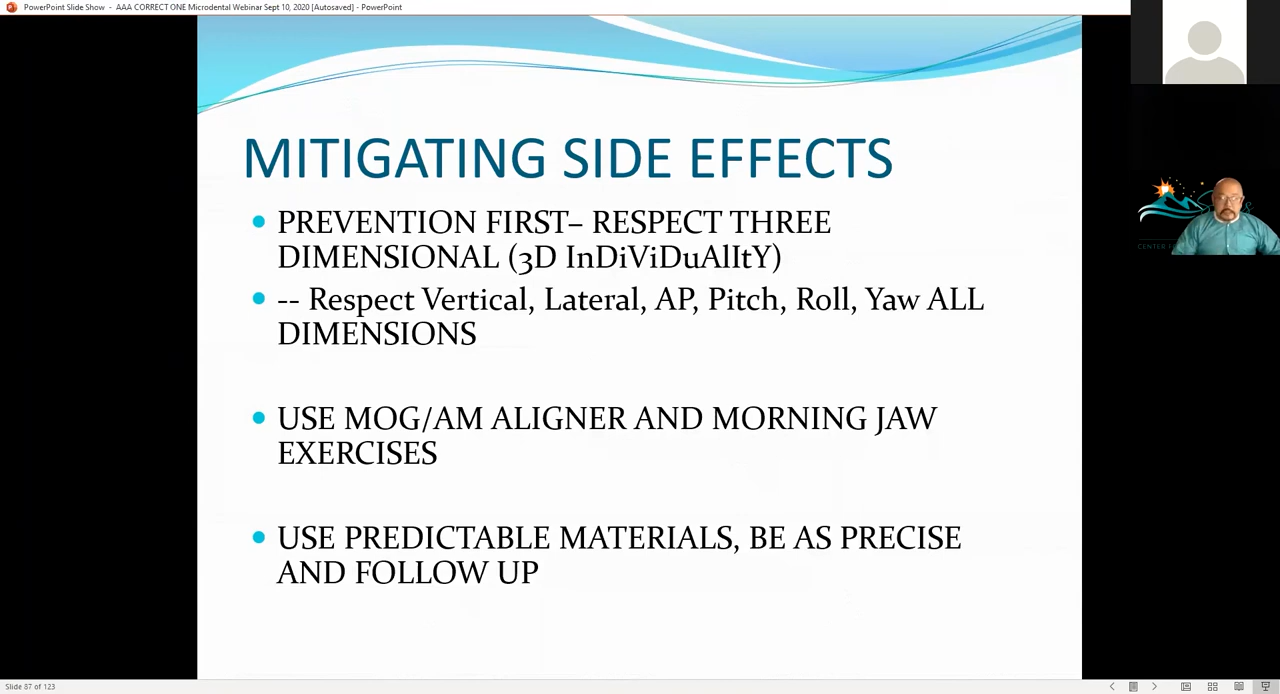 PowerPoint Slide Show - AAA CORRECT ONE Microdental Webinar Sept 10, 2020 [Autosaved] - PowerPoint
MITIGATING SIDE EFFECTS
• PREVENTION FIRST– RESPECT THREE
DIMENSIONAL (3D InDiViDuAlItY)
• -- Respect Vertical, Lateral, AP, Pitch, Roll, Yaw ALL
DIMENSIONS
• USE MOG/AM ALIGNER AND MORNING JAW
EXERCISES
• USE PREDICTABLE MATERIALS, BE AS PRECISE
AND FOLLOW UP
CENTER
Slide 87 of 123